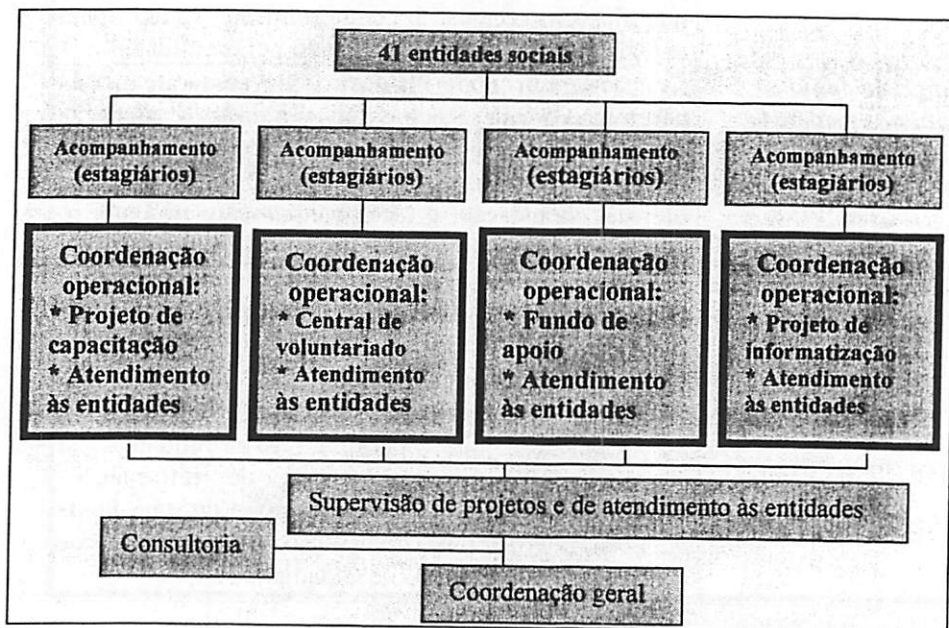 41 entidades sociais
Acompanhamento
(estagiários)
Acompanhamento
(estagiários)
Acompanhamento
(estagiários)
Acompanhamento
(estagiários)
Coordenação
operacional:
* Projeto de
capacitação
* Atendimento
às entidades
Coordenação
operacional:
* Central de
voluntariado
* Atendimento
às entidades
Coordenação
operacional:
* Fundo de
apoio
* Atendimento
às entidades
Coordenação
operacional:
* Projeto de
informatização
* Atendimento
às entidades
Supervisão de projetos e de atendimento às entidades
Consultoria
Coordenação geral